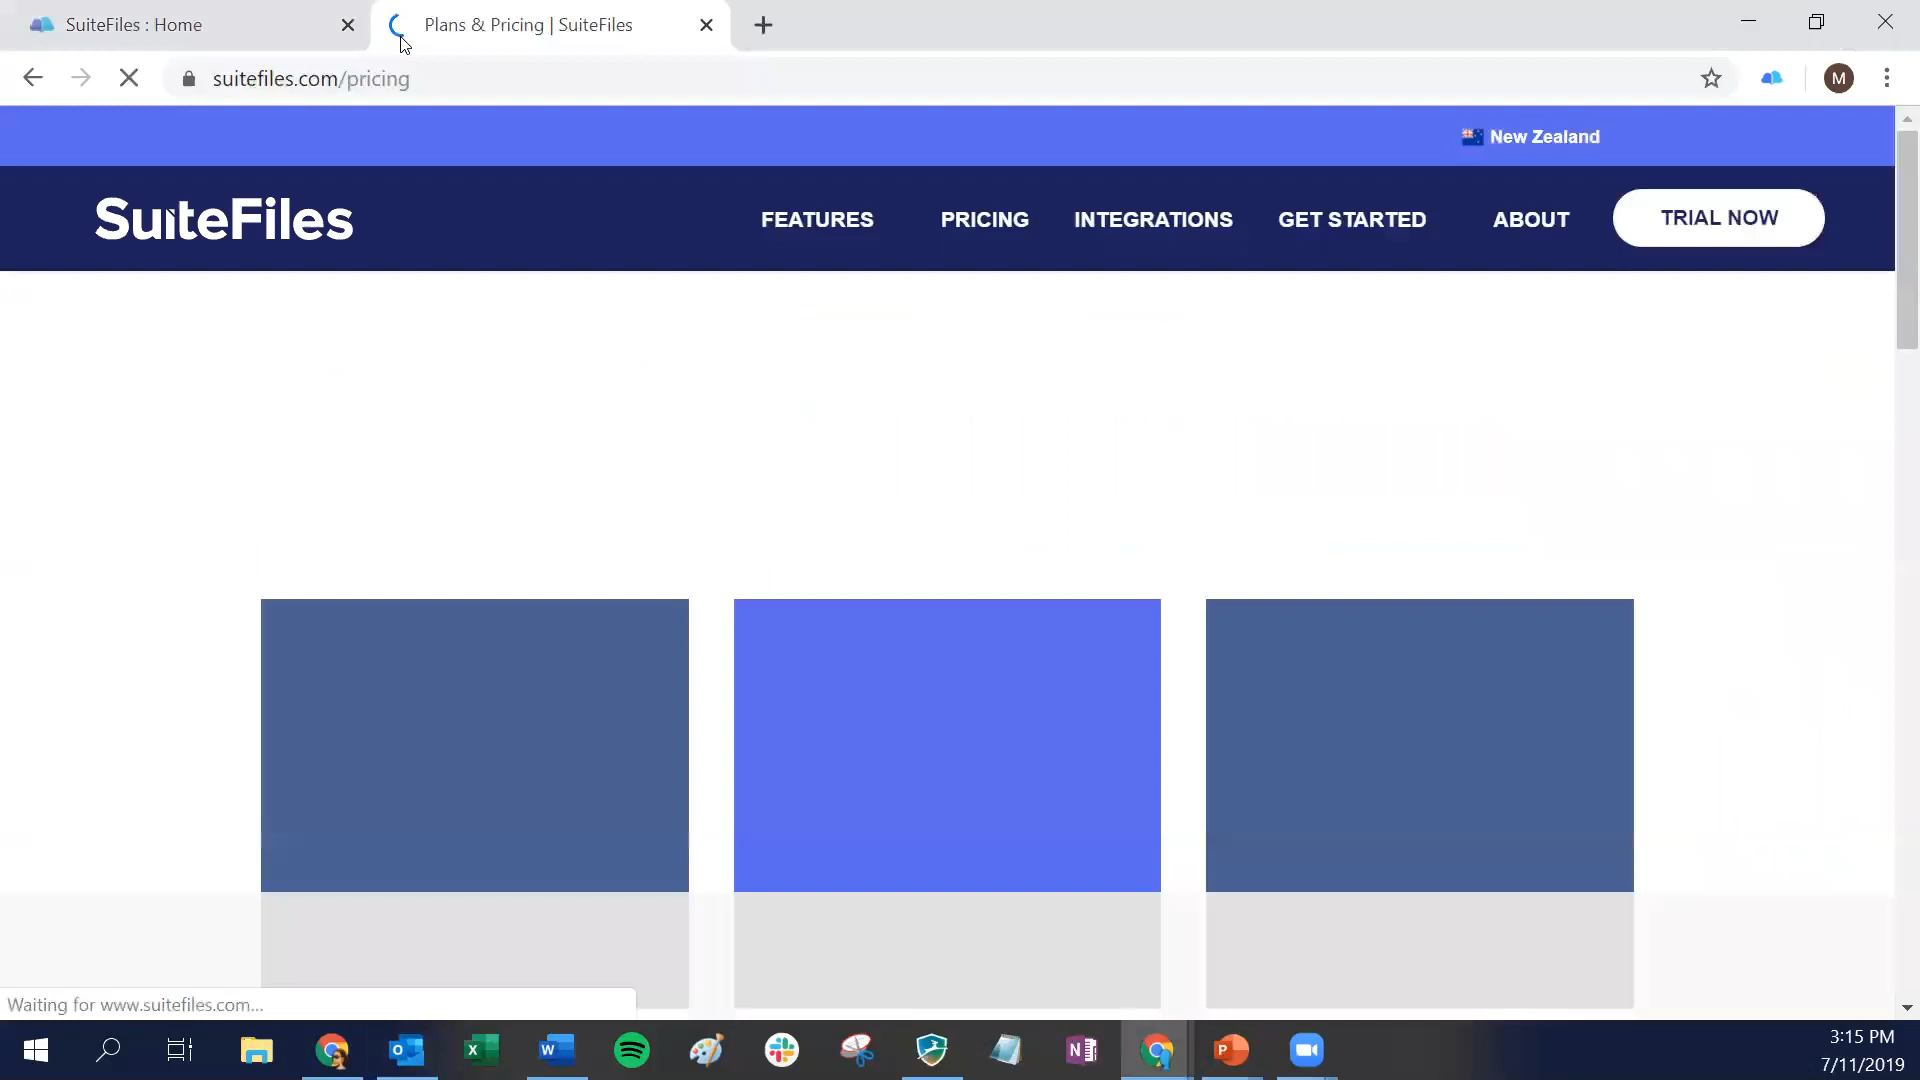 SuiteFiles : Home
Plans & Pricing | SuiteFiles
suitefiles.com/pricing
M
New Zealand
SuiteFiles
FEATURES
PRICING
INTEGRATIONS
GET STARTED
ABOUT
TRIAL NOW
Waiting for www.suitefiles.com...
3:15 PM
7/11/2019